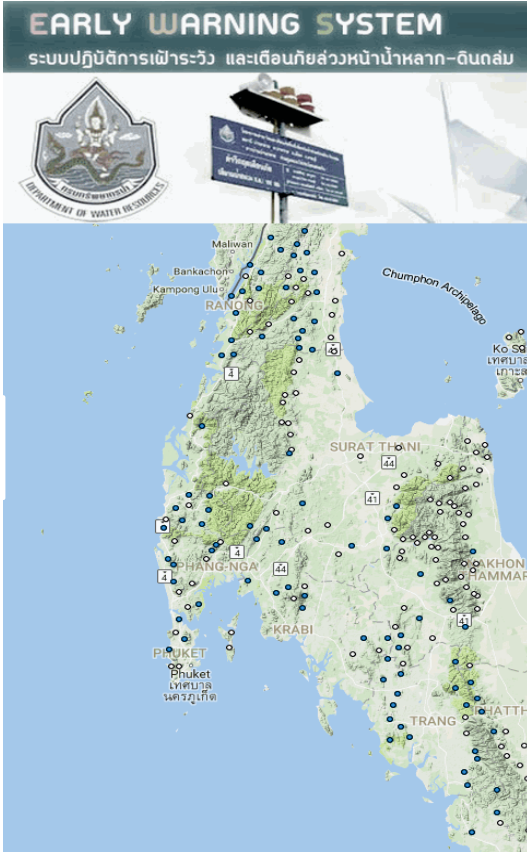 EARLY WARNING SYSTEM
ระบบปฏิบัติการเฝ้าระวัง และเตือนภัยล่วงหน้าน้ำหลาก-ดินถล่ม
กรมทรัพยากรน้ำ
DEPARTMENT OF WATER RESOURCES
Maliwan
Bankachon
Kampong Ulu
RANONG
Chumphon Archipelago
Ko Sa
เทศบาล
เกาะส
4
SURAT THANI
44
41
4
PHANG-NGA
44
4
AKHON
HAMMAR
41
KRABI
PHUKET
Phuket
เทศบาล
นครภูเก็ต
PHATTH
TRANG